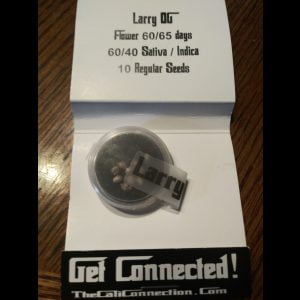 Larry OG
Flower 60/65 days
60/40 Sativa / Indica
10 Regular Seeds
Larry
Get Connected!
TheCaliConnection.Com